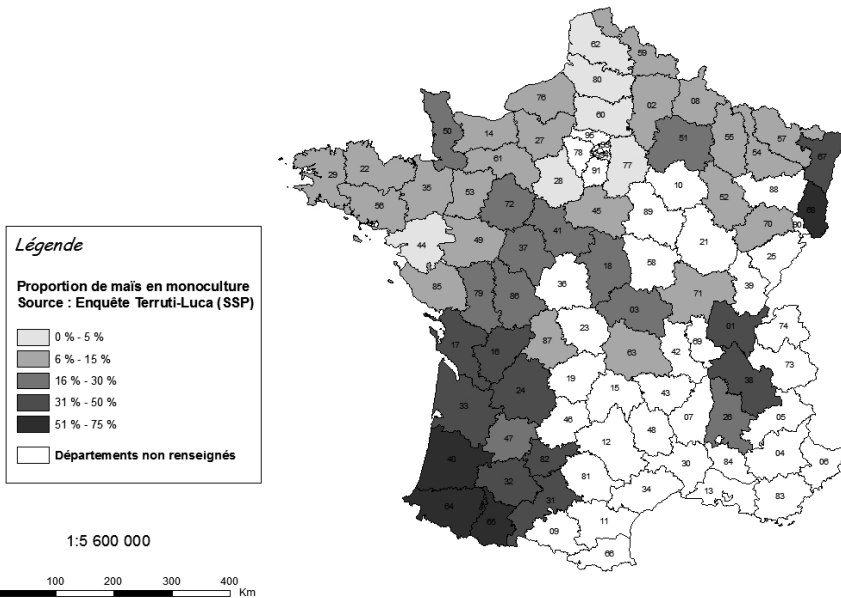 Légende
Proportion de maïs en monoculture
Source : Enquête Terruti-Luca (SSP)
0 % - 5 %
6 % - 15 %
16 % - 30 %
31 % - 50 %
51 % - 75 %
Départements non renseignés
1:5 600 000
100 200 300 400
Km
62 59
80
76 60 02 08
50 14 27 95 51 55 57 67
78 54
61 91 77
29 22 28 10 88 68
35 53 52
56 72 45 89 70 90
41
44 49 37 21 25
18 58
85 79 86 36 39
71
03
17 16 87 23 01 74
69
63 42
24 19 38 73
33 15 43
46 07 26 05
47 48
40 82 12
32 81 30 84 04 06
34 13
64 65 31 83
09 11
66